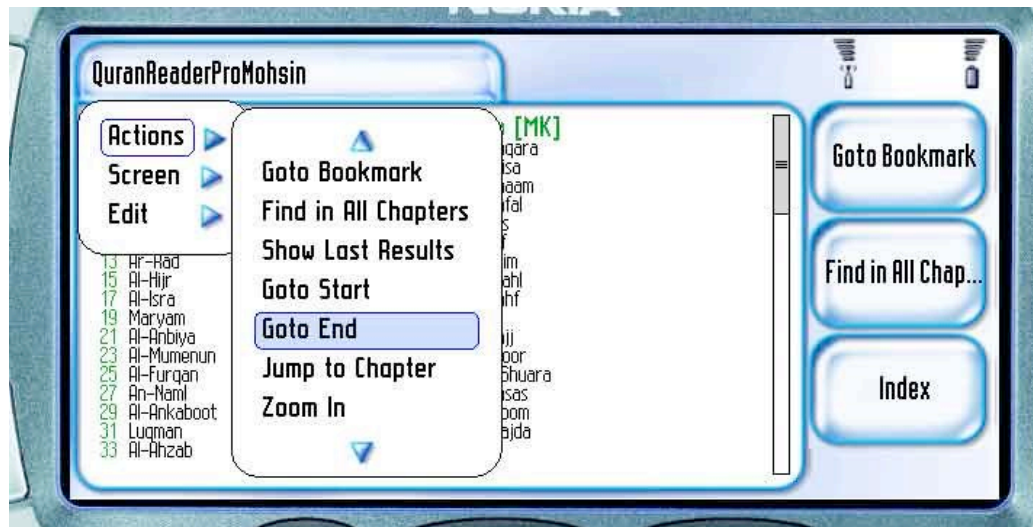 NOKIA
QuranReaderProMohsin
Actions
Screen
Edit
Goto Bookmark
Find in All Chapters
Show Last Results
Goto Start
Goto End
Jump to Chapter
Zoom In
[MK]
13 Ar-Rad
15 Al-Hijr
17 Al-Isra
19 Maryam
21 Al-Anbiya
23 Al-Mumenun
25 Al-Furqan
27 An-Naml
29 Al-Ankaboot
31 Luqman
33 Al-Ahzab
Goto Bookmark
Find in All Chap...
Index